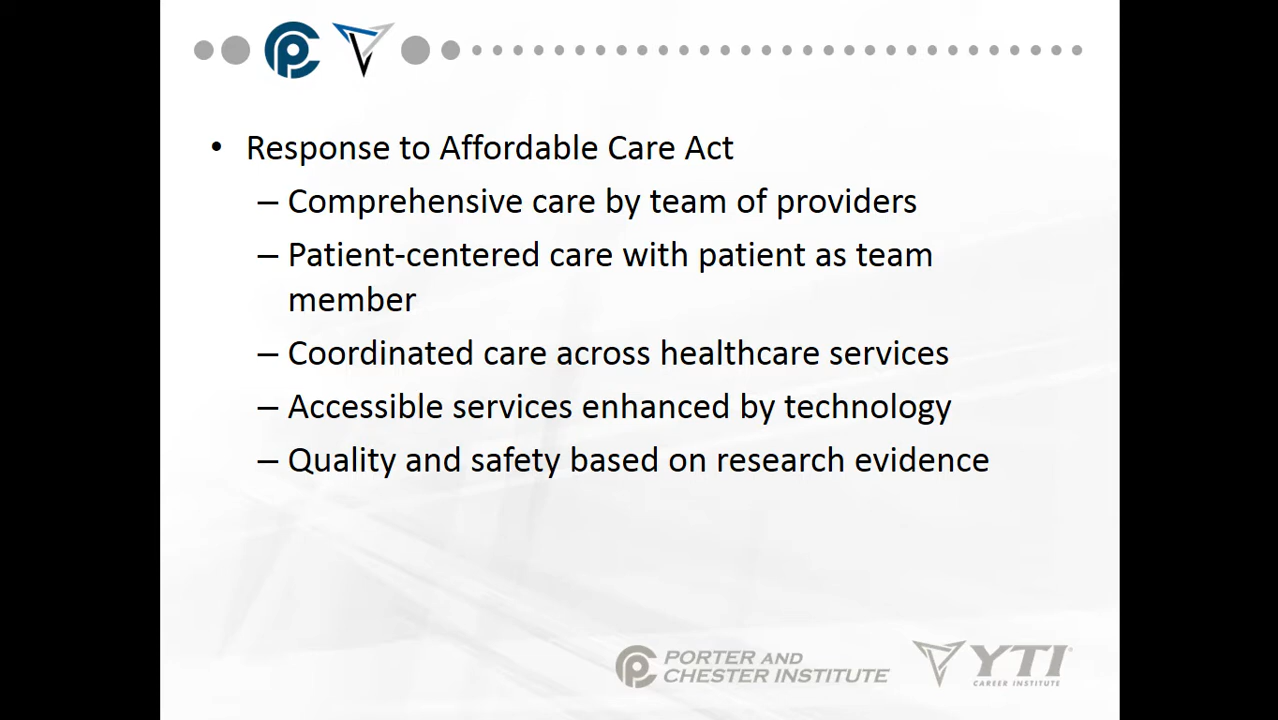 • Response to Affordable Care Act
– Comprehensive care by team of providers
– Patient-centered care with patient as team
member
– Coordinated care across healthcare services
– Accessible services enhanced by technology
– Quality and safety based on research evidence
PORTER AND
CHESTER INSTITUTE
YTI®
CAREER INSTITUTE